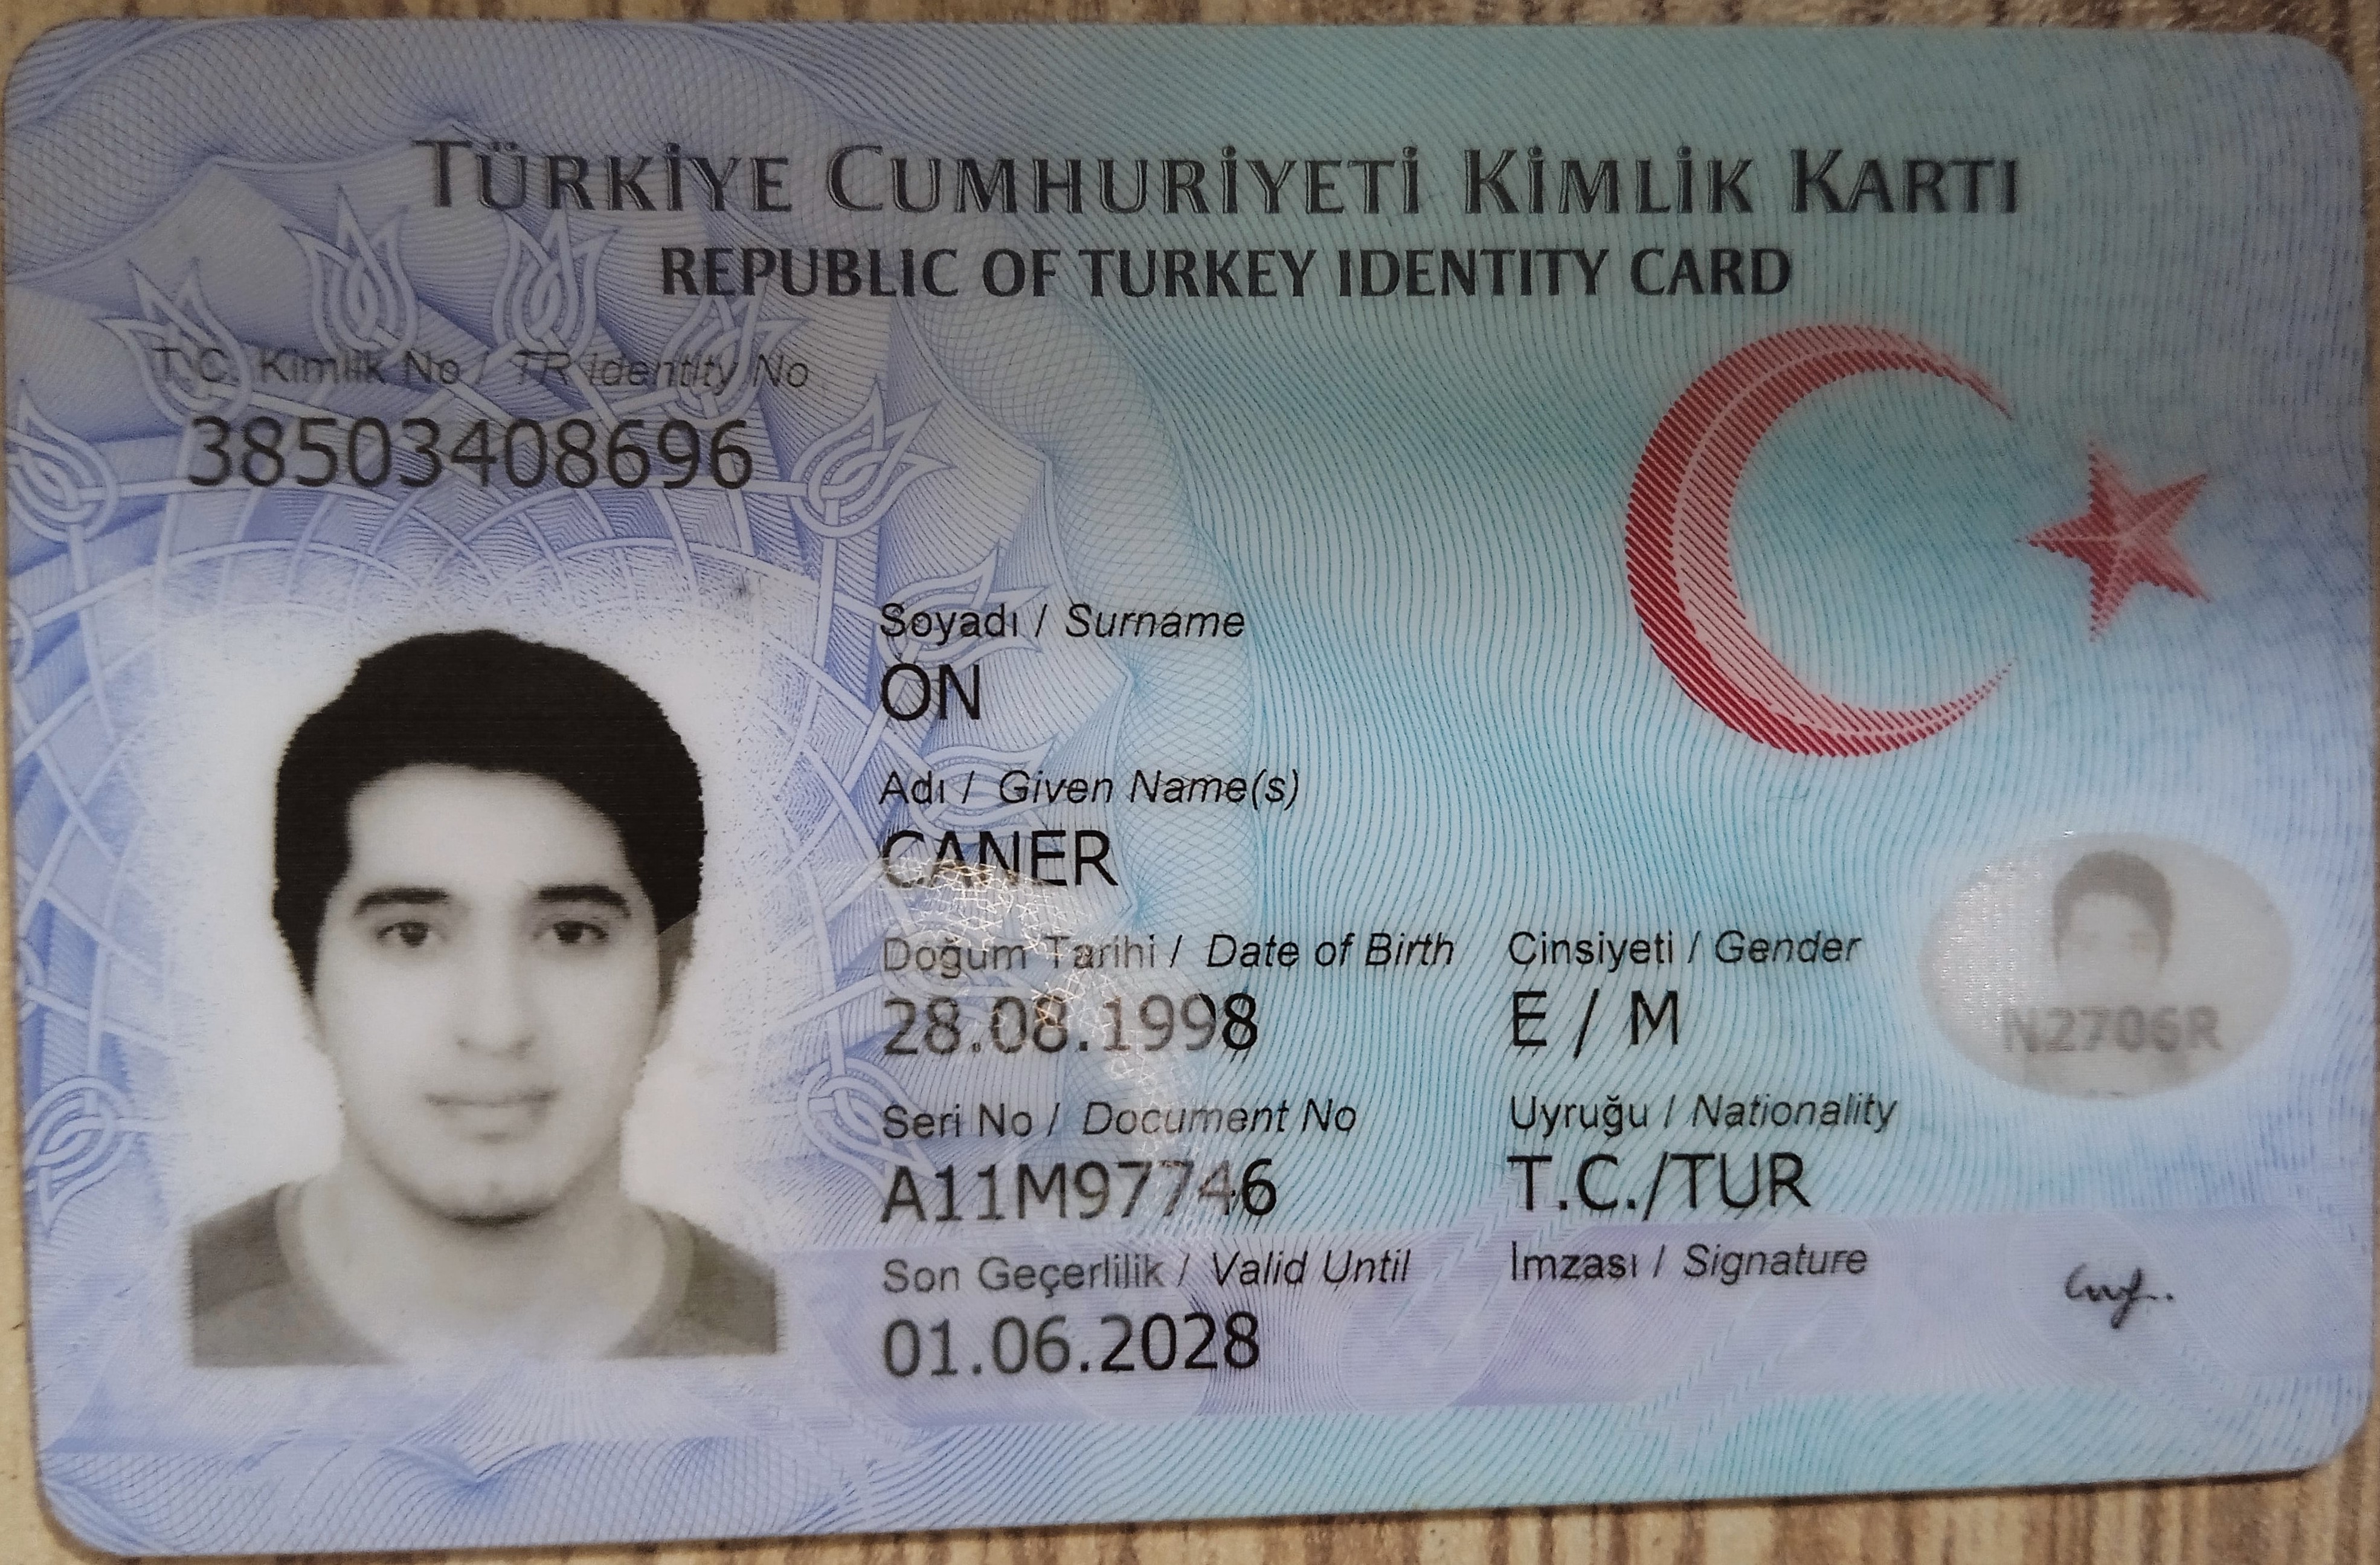 TÜRKİYE CUMHURİYETİ KİMLİK KARTI
REPUBLIC OF TURKEY IDENTITY CARD
T.C. Kimlik No / TR Identity No
38503408696
Soyadı / Surname
ON
Adı / Given Name(s)
CANER
Doğum Tarihi / Date of Birth Cinsiyeti / Gender
28.08.1998 E / M
N2706R
Seri No / Document No Uyruğu / Nationality
A11M97746 T.C./TUR
Son Geçerlilik / Valid Until İmzası / Signature
01.06.2028